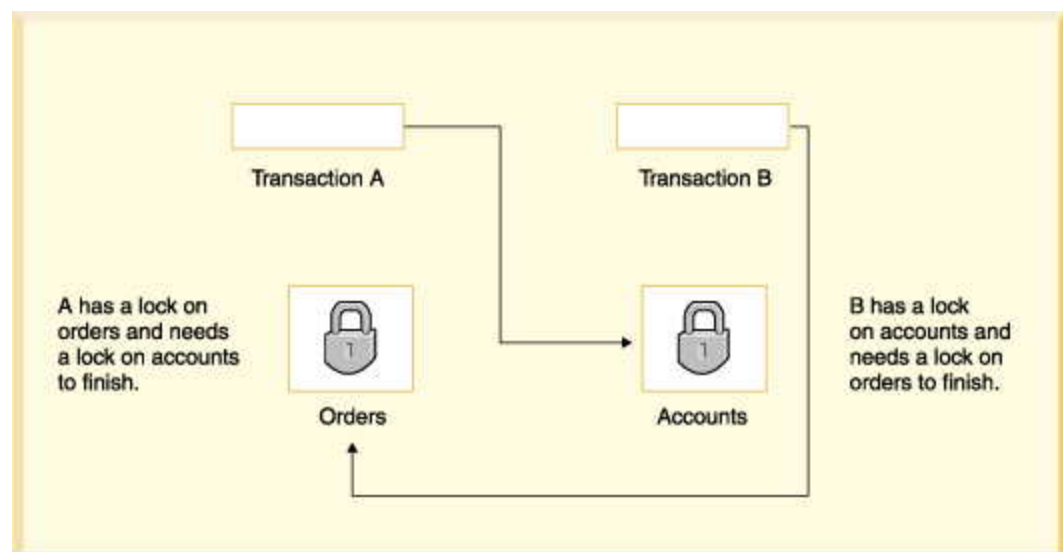 Transaction A
Transaction B
A has a lock on
orders and needs
a lock on accounts
to finish.
Orders
Accounts
B has a lock
on accounts and
needs a lock on
orders to finish.